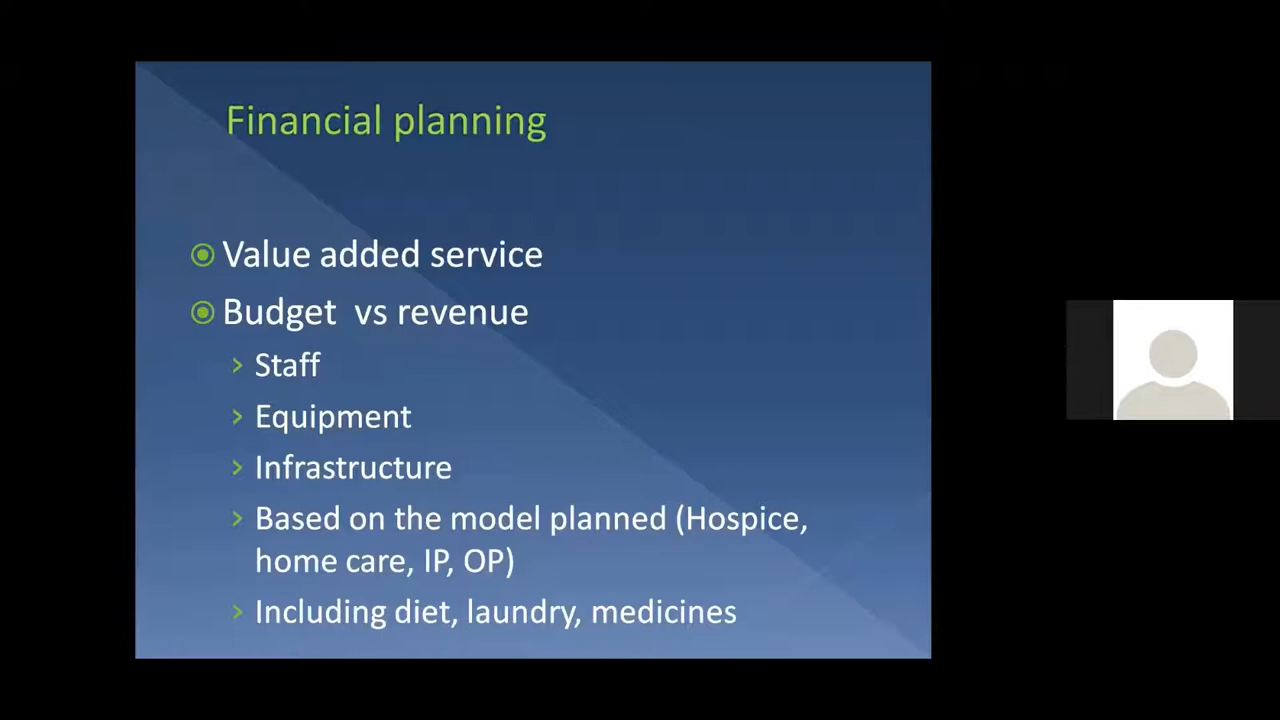 Financial planning
Value added service
Budget vs revenue
Staff
Equipment
Infrastructure
Based on the model planned (Hospice,
home care, IP, OP)
Including diet, laundry, medicines